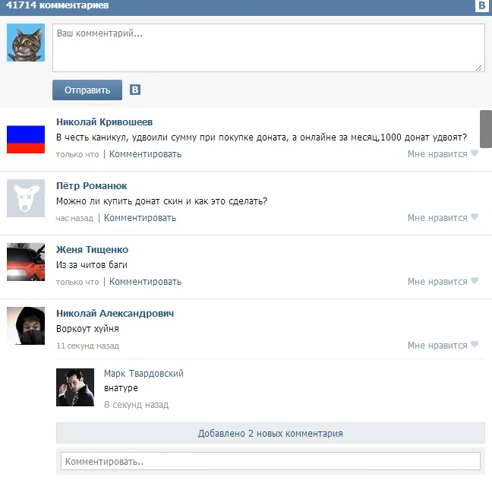 41714 комментариев
B
Ваш комментарий...
Отправить B
Николай Кривошеев
В честь каникул, удвоили сумму при покупке доната, а онлайне за месяц,1000 донат удвоят?
только что | Комментировать Мне нравится
Пётр Романюк
Можно ли купить донат скин и как это сделать?
час назад | Комментировать Мне нравится
Женя Тищенко
Из за читов баги
только что | Комментировать Мне нравится
Николай Александрович
Воркоут хуйня
11 секунд назад Мне нравится
Марк Твардовский
внатуре
8 секунд назад
Добавлено 2 новых комментария
Комментировать..